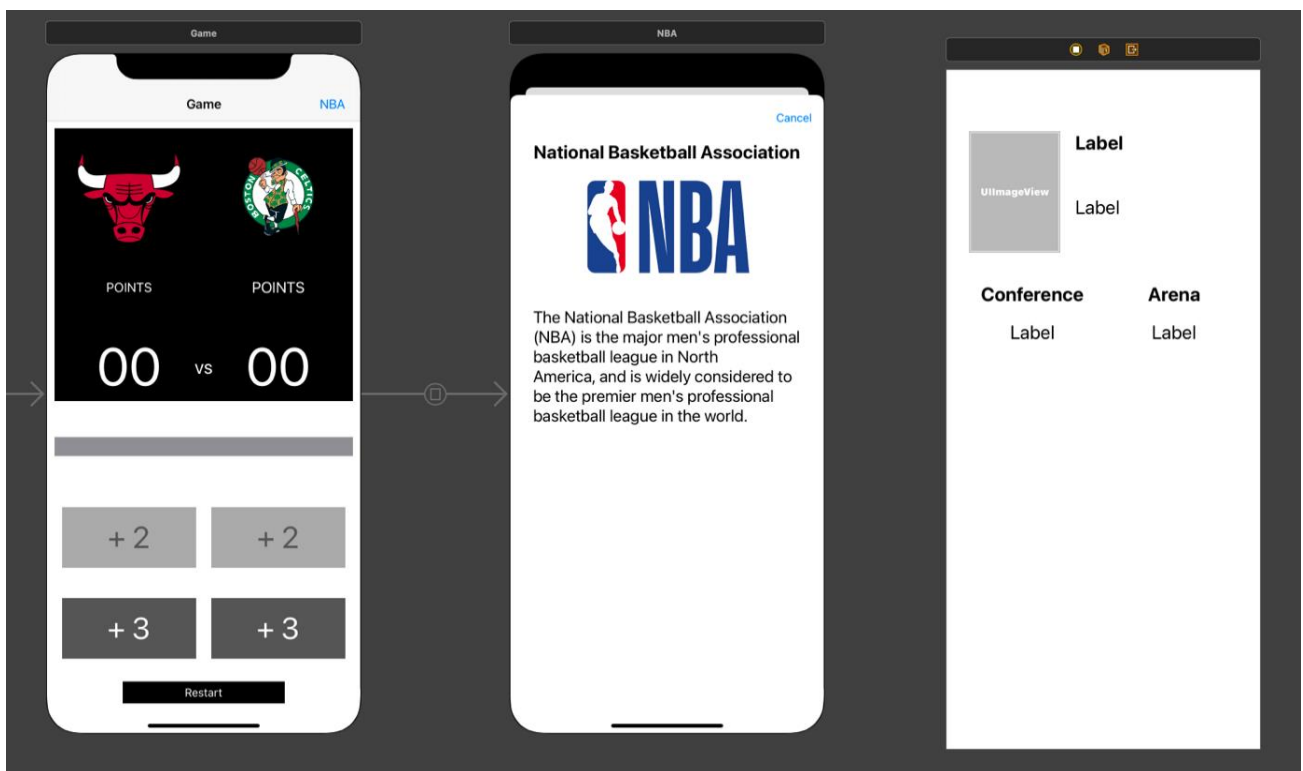 Game
Game NBA
BOSTON CELTICS
POINTS POINTS
00 vs 00
+ 2 + 2
+ 3 + 3
Restart
NBA
Cancel
National Basketball Association
NBA
The National Basketball Association
(NBA) is the major men's professional
basketball league in North
America, and is widely considered to
be the premier men's professional
basketball league in the world.
Label
UIImageView
Label
Conference Arena
Label Label